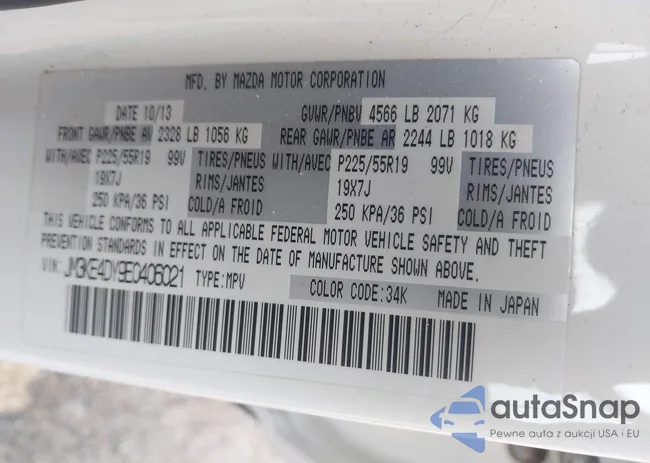 MFD. BY MAZDA MOTOR CORPORATION
DATE 10/13 GVWR/PNBV 4566 LB 2071 KG
FRONT GAWR/PNBE AV 2328 LB 1056 KG REAR GAWR/PNBE AR 2244 LB 1018 KG
WITH/AVEC P225/55R19 99V TIRES/PNEUS WITH/AVEC P225/55R19 99V TIRES/PNEUS
19X7J RIMS/JANTES 19X7J RIMS/JANTES
250 KPA/36 PSI COLD/A FROID 250 KPA/36 PSI COLD/A FROID
THIS VEHICLE CONFORMS TO ALL APPLICABLE FEDERAL MOTOR VEHICLE SAFETY AND THEFT
PREVENTION STANDARDS IN EFFECT ON THE DATE OF MANUFACTURE SHOWN ABOVE.
VIN: JM3KE4DY9E0406021 TYPE: MPV COLOR CODE: 34K MADE IN JAPAN
autaSnap
Pewne auta z aukcji USA i EU